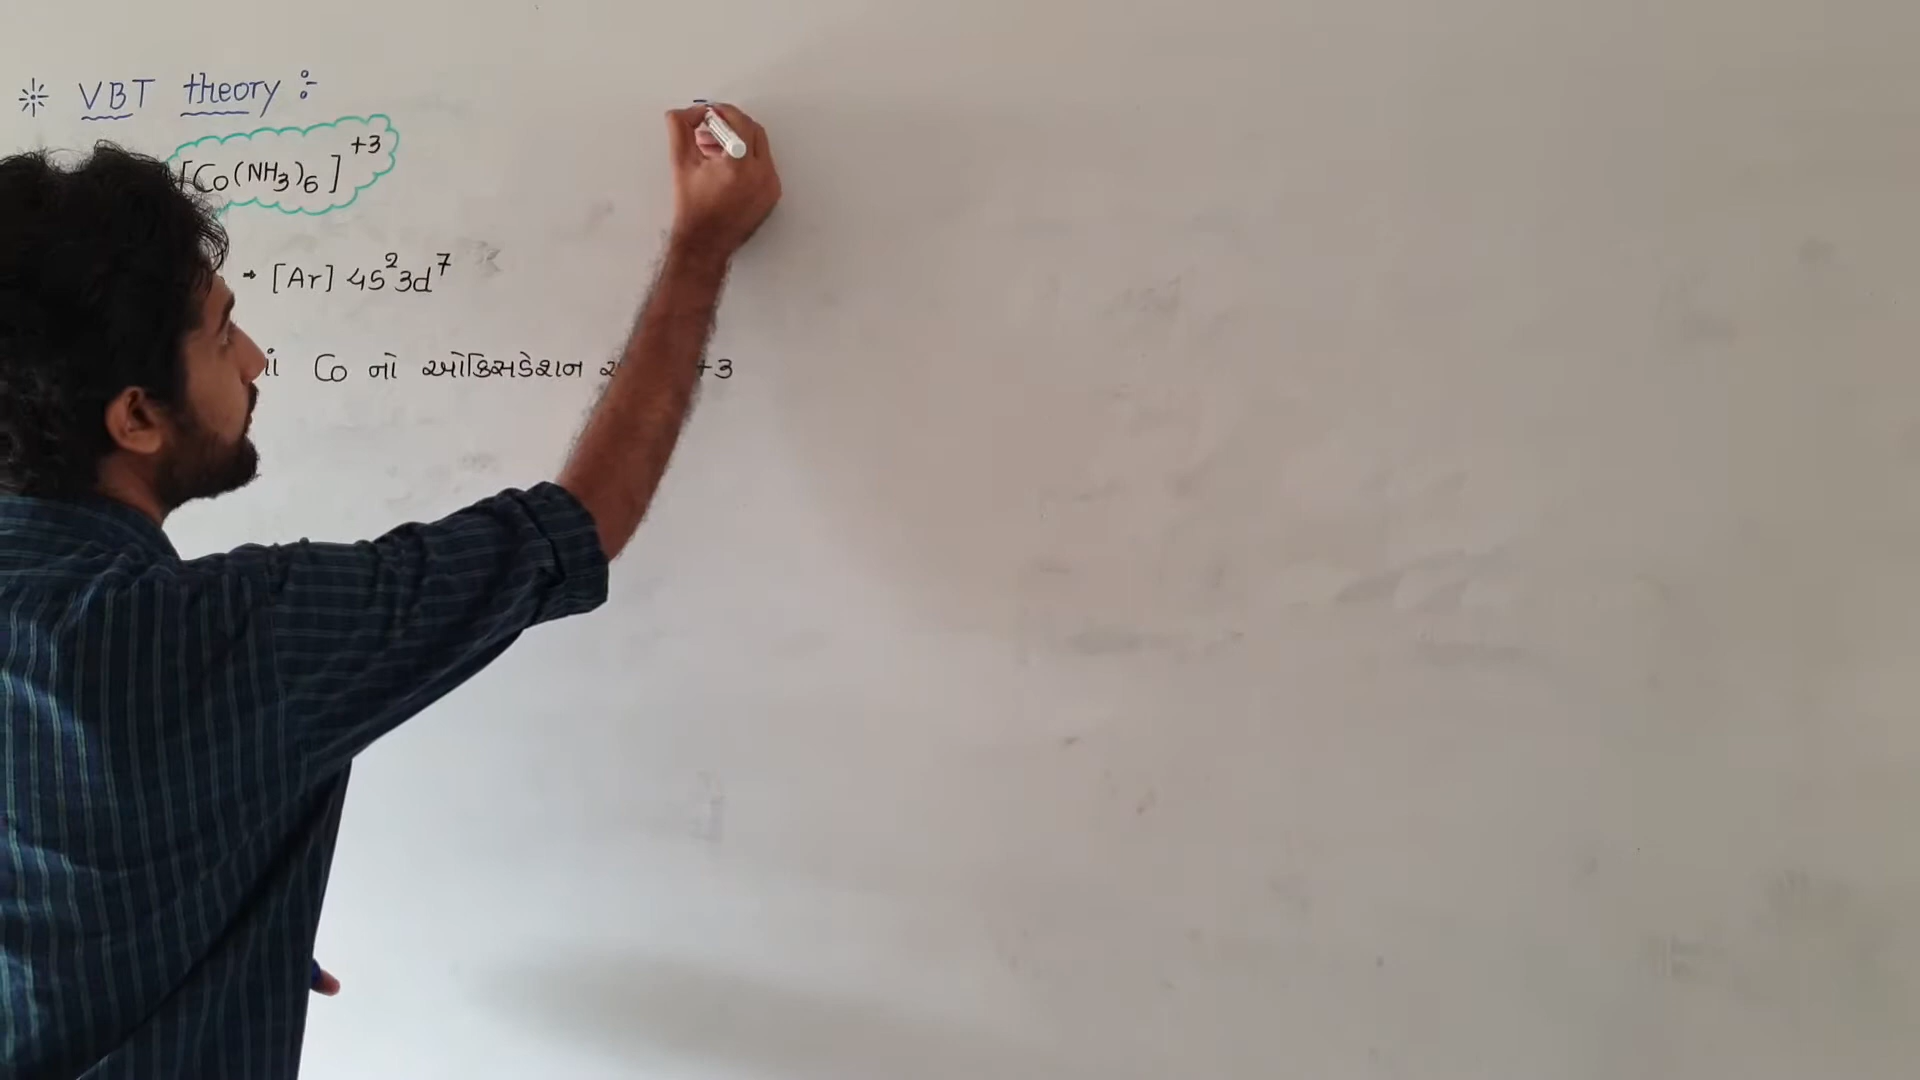 * VBT theory :-
[Co(NH3)6]+3
→ [Ar] 4s² 3d⁷
Co નો ઓક્સિડેશન +3